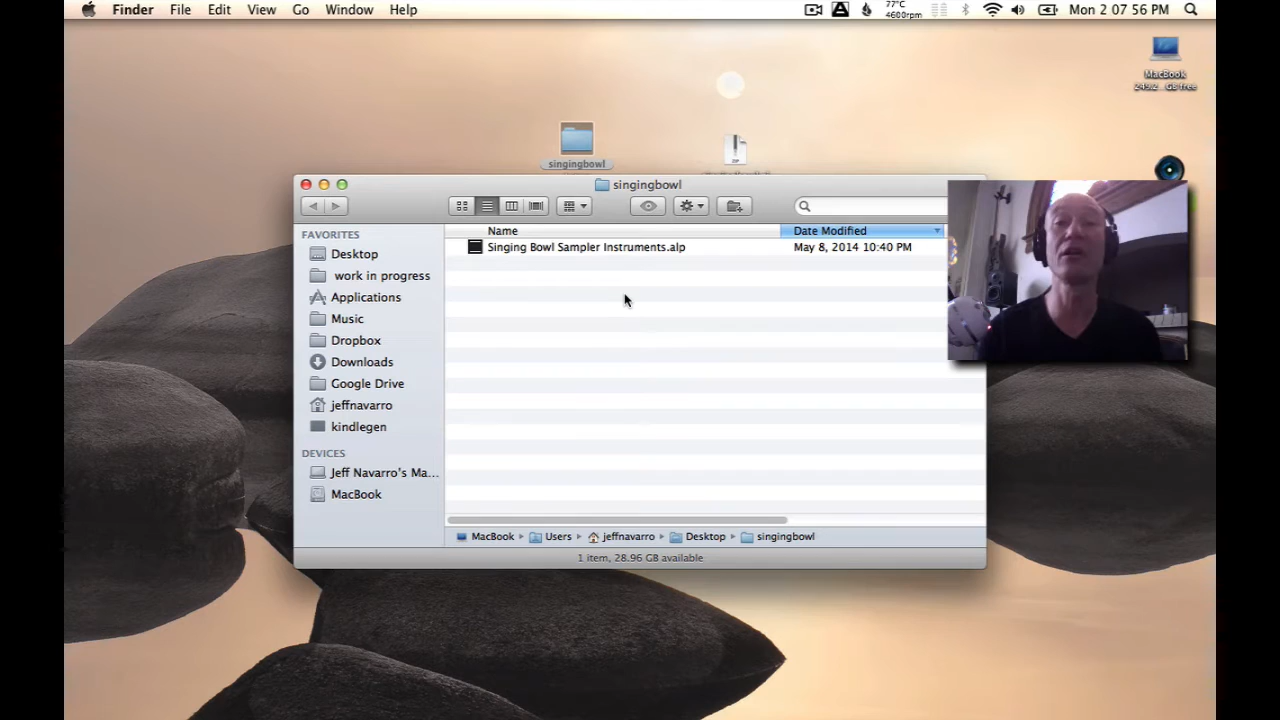 Finder File Edit View Go Window Help
77°C
4600rpm
Mon 2 07:56 PM
MacBook
singingbowl
ZIP
singingbowl
FAVORITES
Desktop
work in progress
Applications
Music
Dropbox
Downloads
Google Drive
jeffnavarro
kindlegen
DEVICES
Jeff Navarro's Ma...
MacBook
Name Date Modified
Singing Bowl Sampler Instruments.alp May 8, 2014 10:40 PM
MacBook Users jeffnavarro Desktop singingbowl
1 item, 28.96 GB available